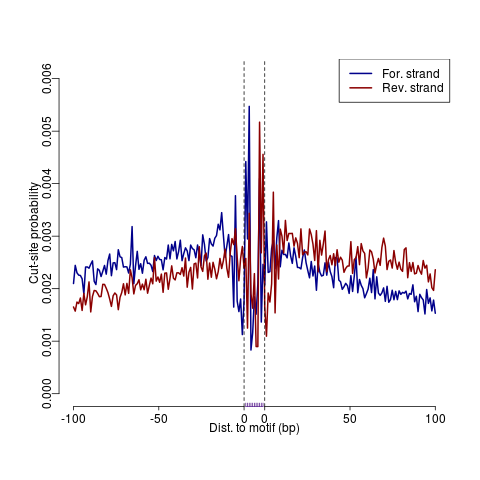 For. strand
Rev. strand
Cut-site probability
0.006
0.005
0.004
0.003
0.002
0.001
0.000
-100 -50 0 0 50 100
Dist. to motif (bp)